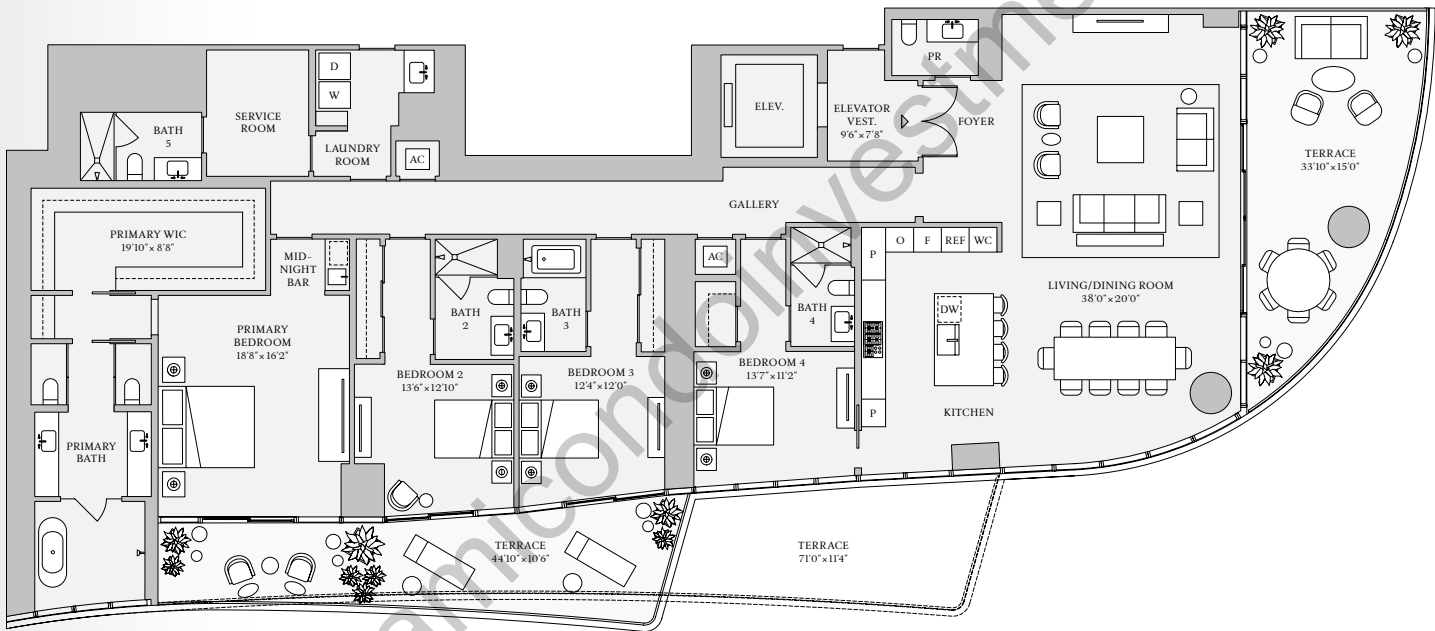 PR
D
W
ELEV.
ELEVATOR
VEST.
9'6"×7'8"
FOYER
SERVICE
ROOM
BATH
5
LAUNDRY
ROOM
AC
TERRACE
33'10"×15'0"
GALLERY
PRIMARY WIC
19'10"×8'8"
MID-
NIGHT
BAR
AC
P
O
F
REF
WC
LIVING/DINING ROOM
38'0"×20'0"
DW
BATH
2
BATH
3
BATH
4
PRIMARY
BEDROOM
18'8"×16'2"
BEDROOM 2
13'6"×12'10"
BEDROOM 3
12'4"×12'0"
BEDROOM 4
13'7"×11'2"
P
KITCHEN
PRIMARY
BATH
TERRACE
44'10"×10'6"
TERRACE
71'0"×11'4"
amicondoinvestme